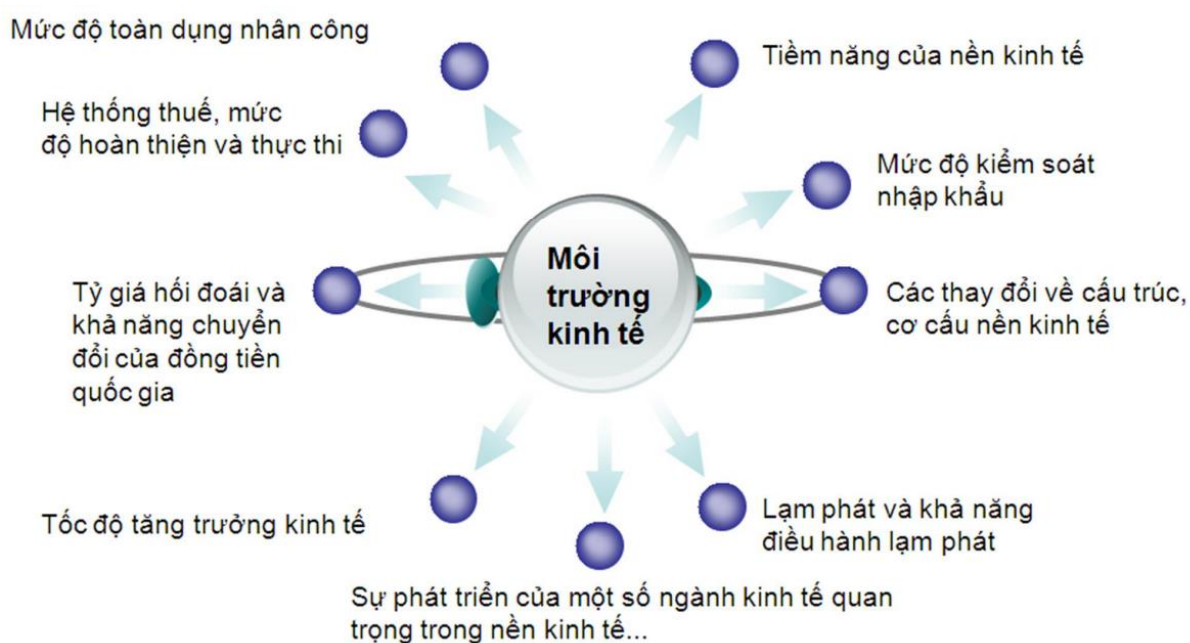 Mức độ toàn dụng nhân công
Tiềm năng của nền kinh tế
Hệ thống thuế, mức
độ hoàn thiện và thực thi
Mức độ kiểm soát
nhập khẩu
Môi
trường
kinh tế
Tỷ giá hối đoái và
khả năng chuyển
đổi của đồng tiền
quốc gia
Các thay đổi về cấu trúc,
cơ cấu nền kinh tế
Tốc độ tăng trưởng kinh tế
Lạm phát và khả năng
điều hành lạm phát
Sự phát triển của một số ngành kinh tế quan
trọng trong nền kinh tế...